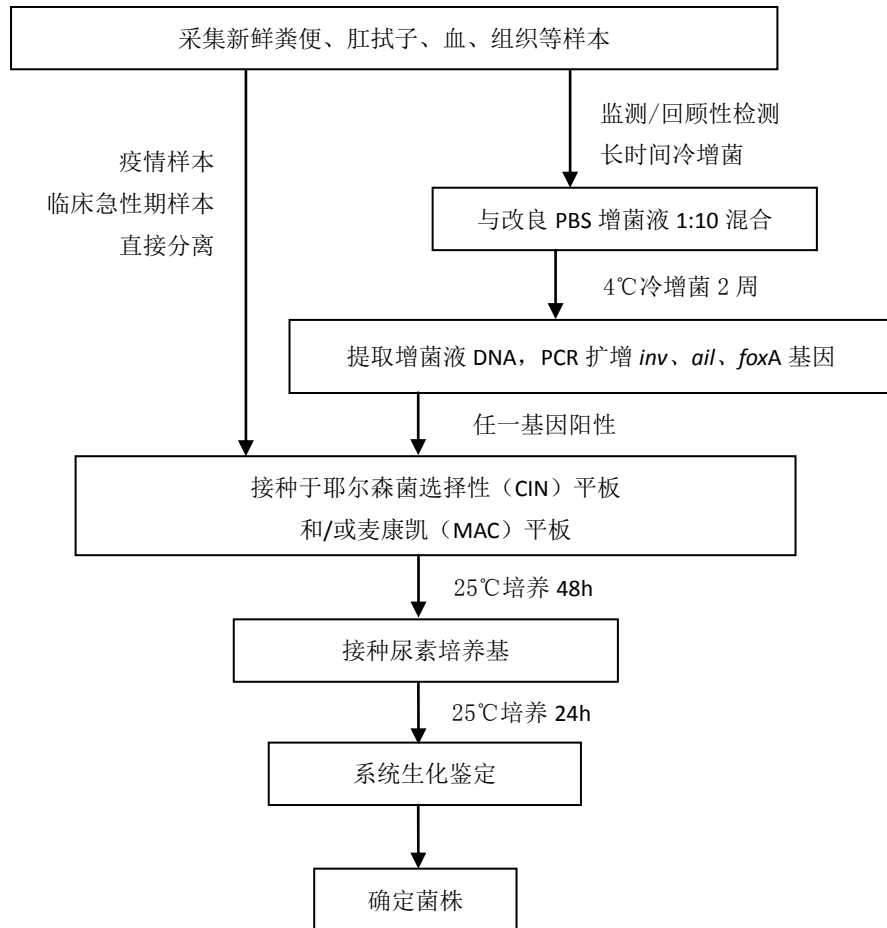 采集新鲜粪便、肛拭子、血、组织等样本
监测/回顾性检测
长时间冷增菌
疫情样本
临床急性期样本
直接分离
与改良 PBS 增菌液 1:10 混合
4℃冷增菌 2 周
提取增菌液 DNA，PCR 扩增 inv、ail、foxA 基因
任一基因阳性
接种于耶尔森菌选择性（CIN）平板
和/或麦康凯（MAC）平板
25℃培养 48h
接种尿素培养基
25℃培养 24h
系统生化鉴定
确定菌株